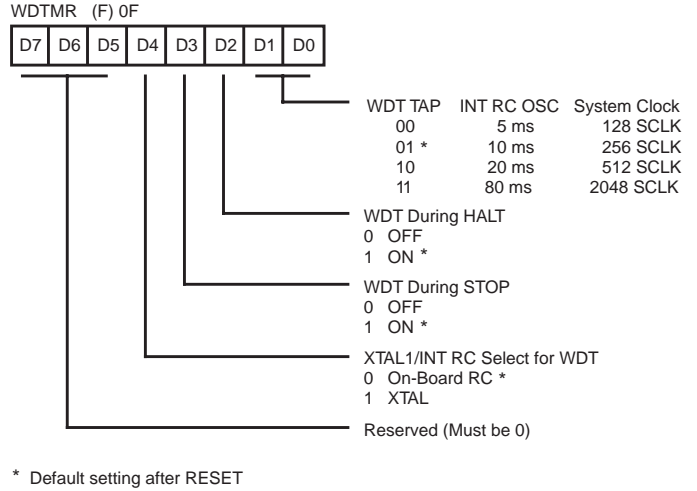 WDTMR (F) 0F
D7 D6 D5 D4 D3 D2 D1 D0
WDT TAP INT RC OSC System Clock
00 5 ms 128 SCLK
01 * 10 ms 256 SCLK
10 20 ms 512 SCLK
11 80 ms 2048 SCLK
WDT During HALT
0 OFF
1 ON *
WDT During STOP
0 OFF
1 ON *
XTAL1/INT RC Select for WDT
0 On-Board RC *
1 XTAL
Reserved (Must be 0)
* Default setting after RESET